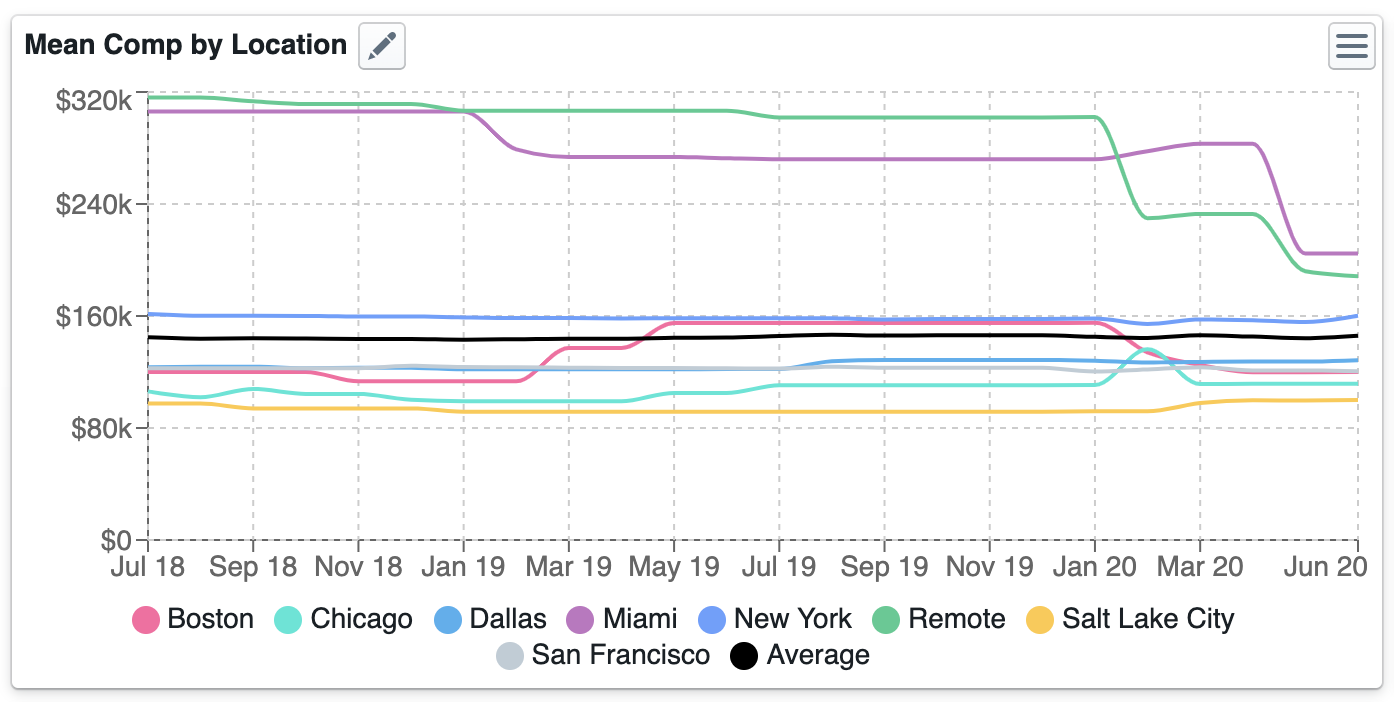 Mean Comp by Location
$320k
$240k
$160k
$80k
$0
Jul 18 Sep 18 Nov 18 Jan 19 Mar 19 May 19 Jul 19 Sep 19 Nov 19 Jan 20 Mar 20 Jun 20
Boston Chicago Dallas Miami New York Remote Salt Lake City
San Francisco Average